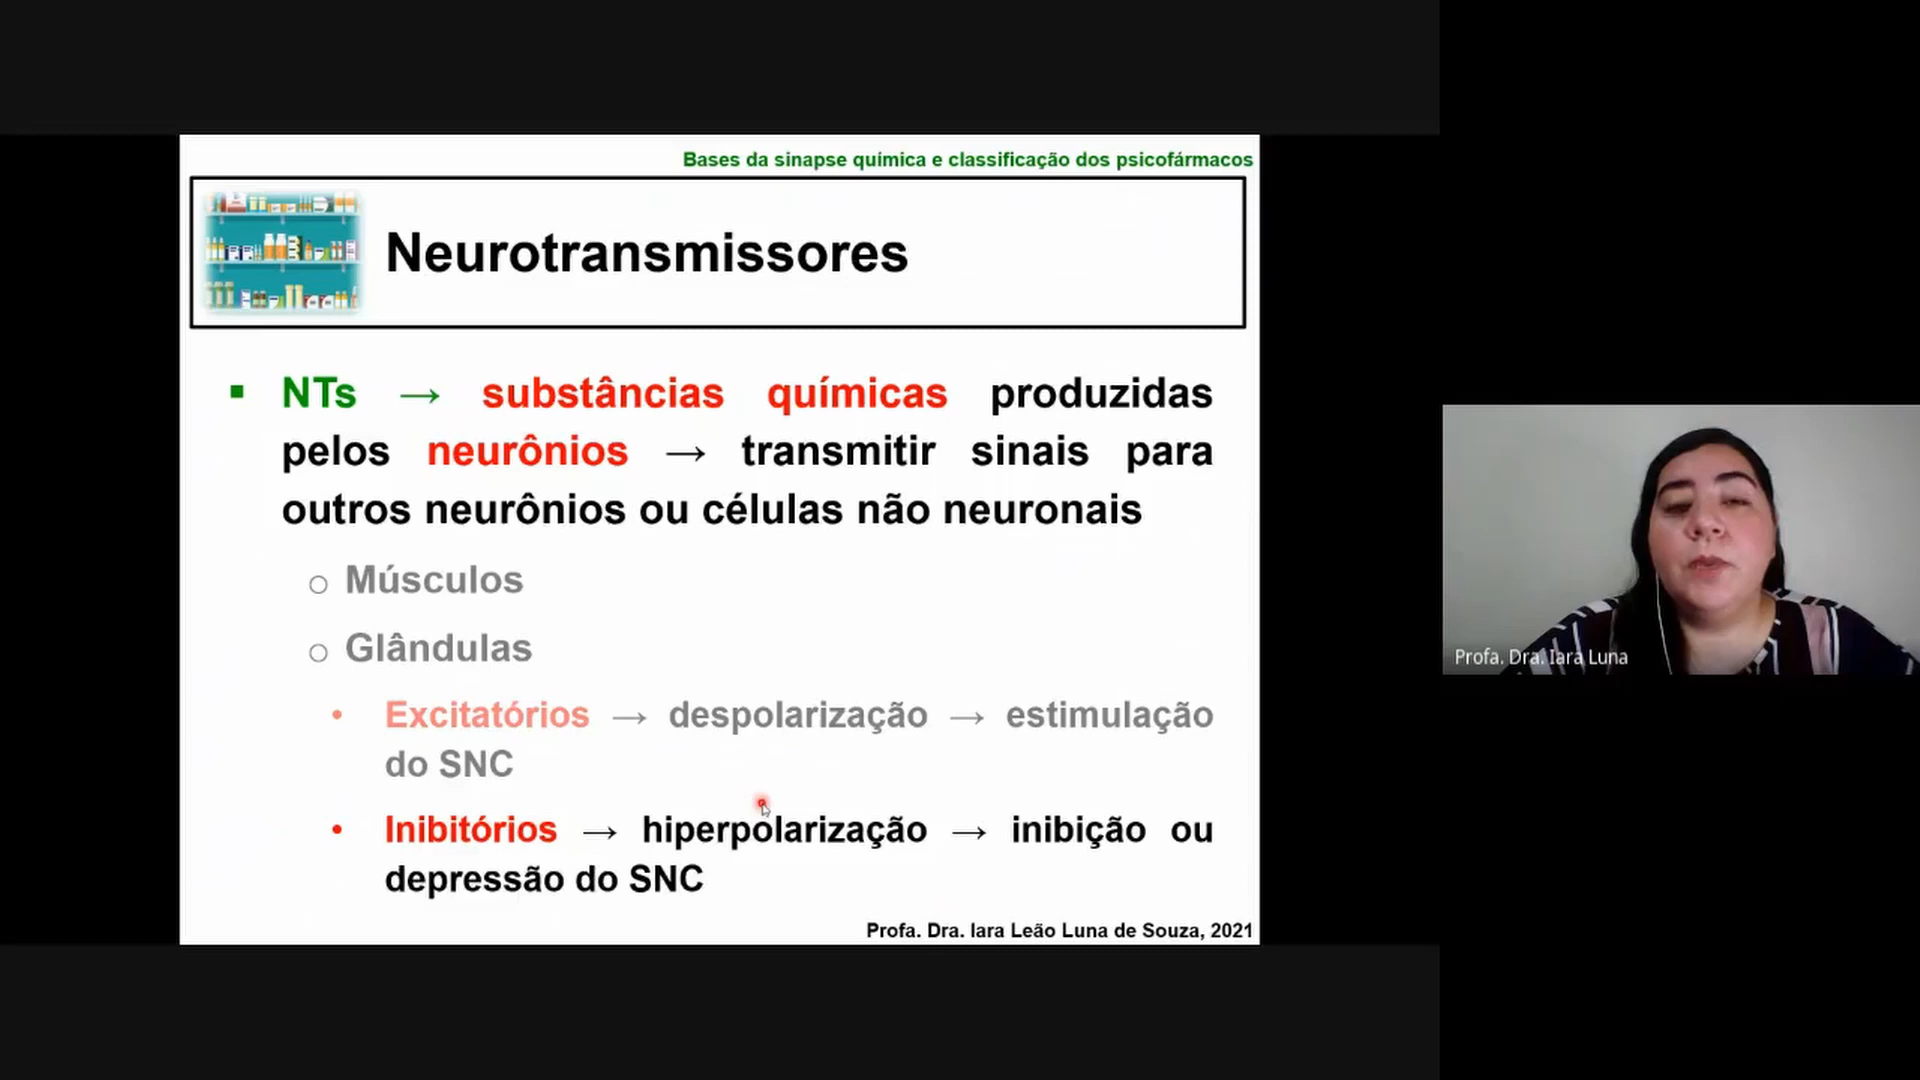 Bases da sinapse química e classificação dos psicofármacos
Neurotransmissores
▪ NTs → substâncias químicas produzidas
pelos neurônios → transmitir sinais para
outros neurônios ou células não neuronais
o Músculos
o Glândulas
• Excitatórios → despolarização → estimulação
do SNC
• Inibitórios → hiperpolarização → inibição ou
depressão do SNC
Profa. Dra. Iara Leão Luna de Souza, 2021
Profa. Dra. Iara Luna